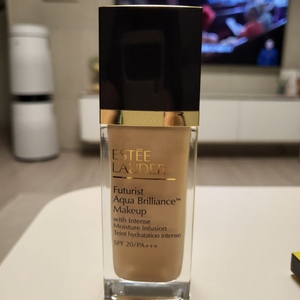 ESTĒE
LAUDER
Futurist
Aqua Brilliance™
Makeup
with Intense
Moisture Infusion
Teint hydratation intense
SPF 20/PA+++